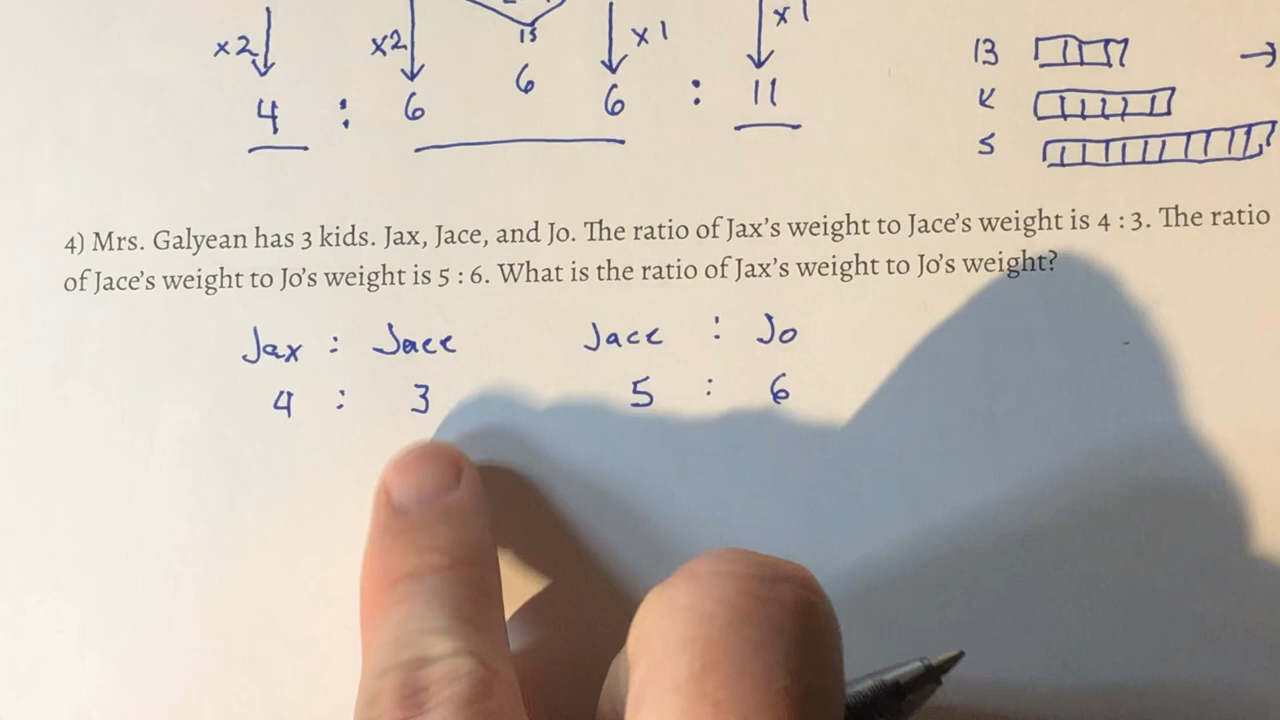 x2 x2 13 x1 x1
4 : 6 6 6 : 11
13
K
S
4) Mrs. Galyean has 3 kids. Jax, Jace, and Jo. The ratio of Jax's weight to Jace's weight is 4 : 3. The ratio
of Jace's weight to Jo's weight is 5 : 6. What is the ratio of Jax's weight to Jo's weight?
Jax : Jace Jace : Jo
4 : 3 5 : 6